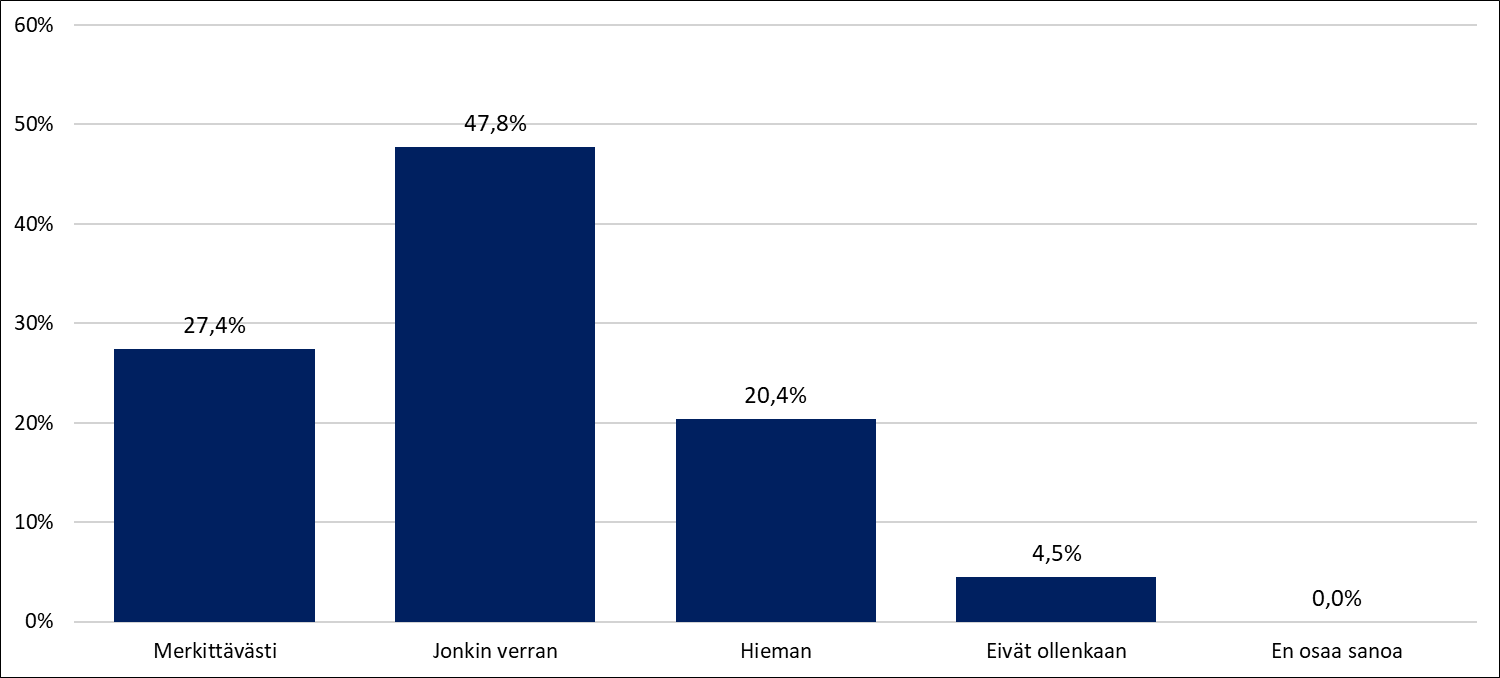 60%
50%
40%
30%
20%
10%
0%
27,4%
47,8%
20,4%
4,5%
0,0%
Merkittävästi
Jonkin verran
Hieman
Eivät ollenkaan
En osaa sanoa